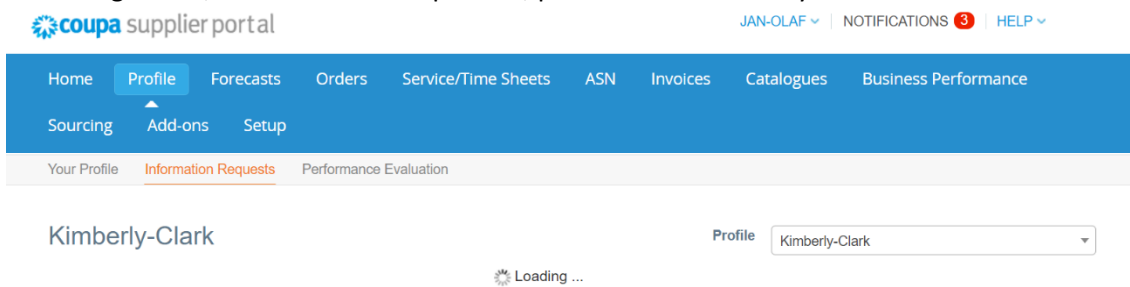 coupa supplier portal JAN-OLAF NOTIFICATIONS 3 HELP
Home Profile Forecasts Orders Service/Time Sheets ASN Invoices Catalogues Business Performance
Sourcing Add-ons Setup
Your Profile Information Requests Performance Evaluation
Kimberly-Clark Profile Kimberly-Clark
Loading ...